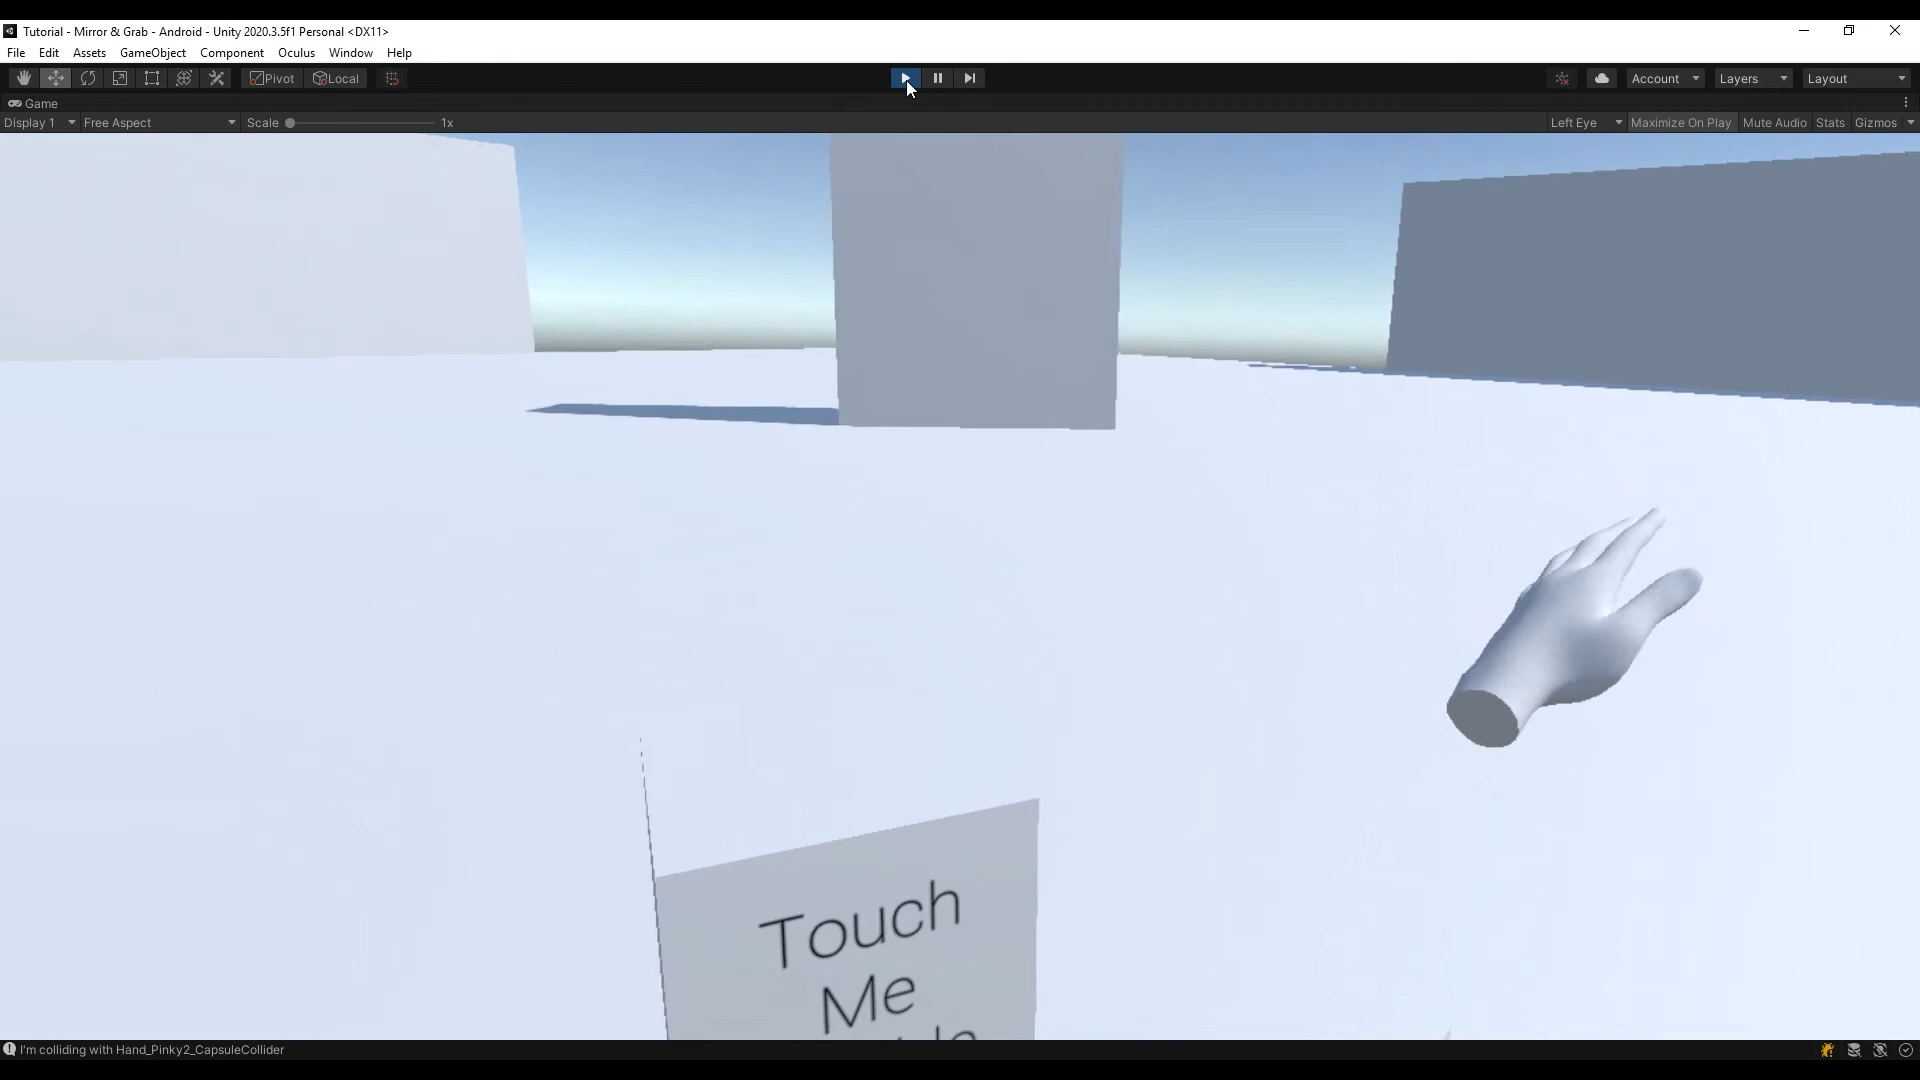 Tutorial - Mirror & Grab - Android - Unity 2020.3.5f1 Personal <DX11>
File Edit Assets GameObject Component Oculus Window Help
Pivot Local Account Layers Layout
Game
Display 1 Free Aspect Scale 1x Left Eye Maximize On Play Mute Audio Stats Gizmos
Touch
Me
I'm colliding with Hand_Pinky2_CapsuleCollider